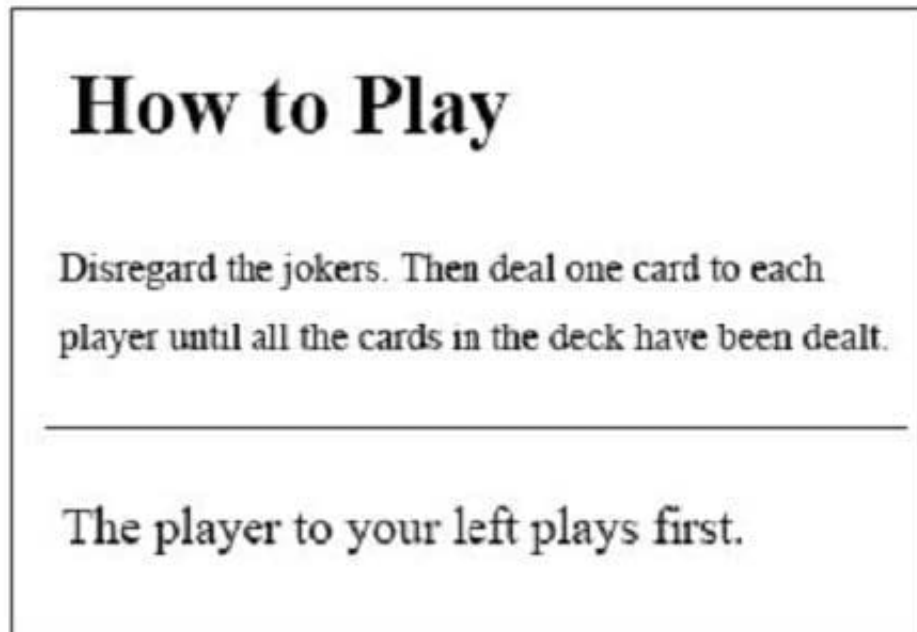 How to Play
Disregard the jokers. Then deal one card to each
player until all the cards in the deck have been dealt.
The player to your left plays first.